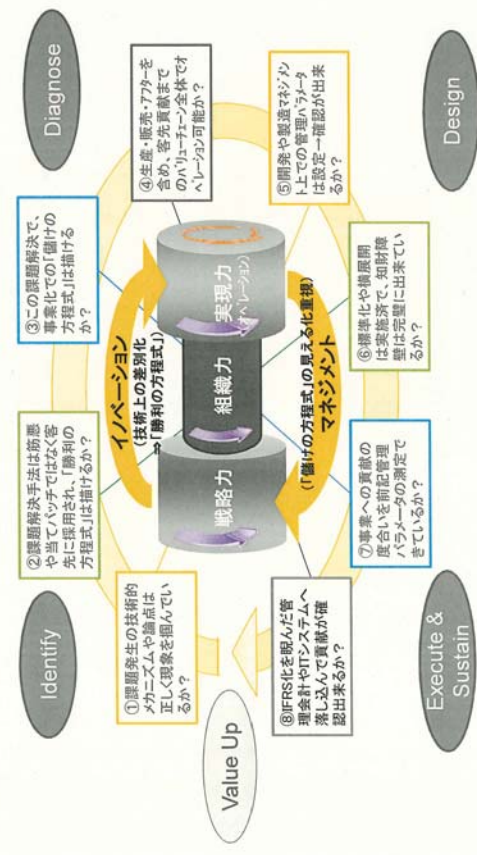 Identify
Diagnose
①課題発生の技術的
メカニズムや論点は
正しく現象を掴んでい
るか?
②課題解決手法は筋悪
や当てパッチではなく客
先に採用され、「勝利の
方程式」は描けるか?
③この課題解決で、
事業化での「儲けの
方程式」は描ける
か?
④生産・販売・アフターを
含め、客先貢献まで
のバリューチェーン全体でオ
ペレーション可能か?
Value Up
イノベーション
(技術上の差別化
⇒「勝利の方程式」)
戦略力
組織力
実現力
(オペレーション)
(「儲けの方程式」の見える化重視)
マネジメント
⑧IFRS化を睨んだ管
理会計やITシステムへ
落し込んで貢献が確
認出来るか?
⑦事業への貢献の
度合いを前記管理
パラメータの測定で
きているか?
⑥標準化や横展開
は実施済で、知財障
壁は完璧に出来てい
るか?
⑤開発や製造マネジメン
ト上での管理パラメータ
は設定→確認が出来
るか?
Execute &
Sustain
Design